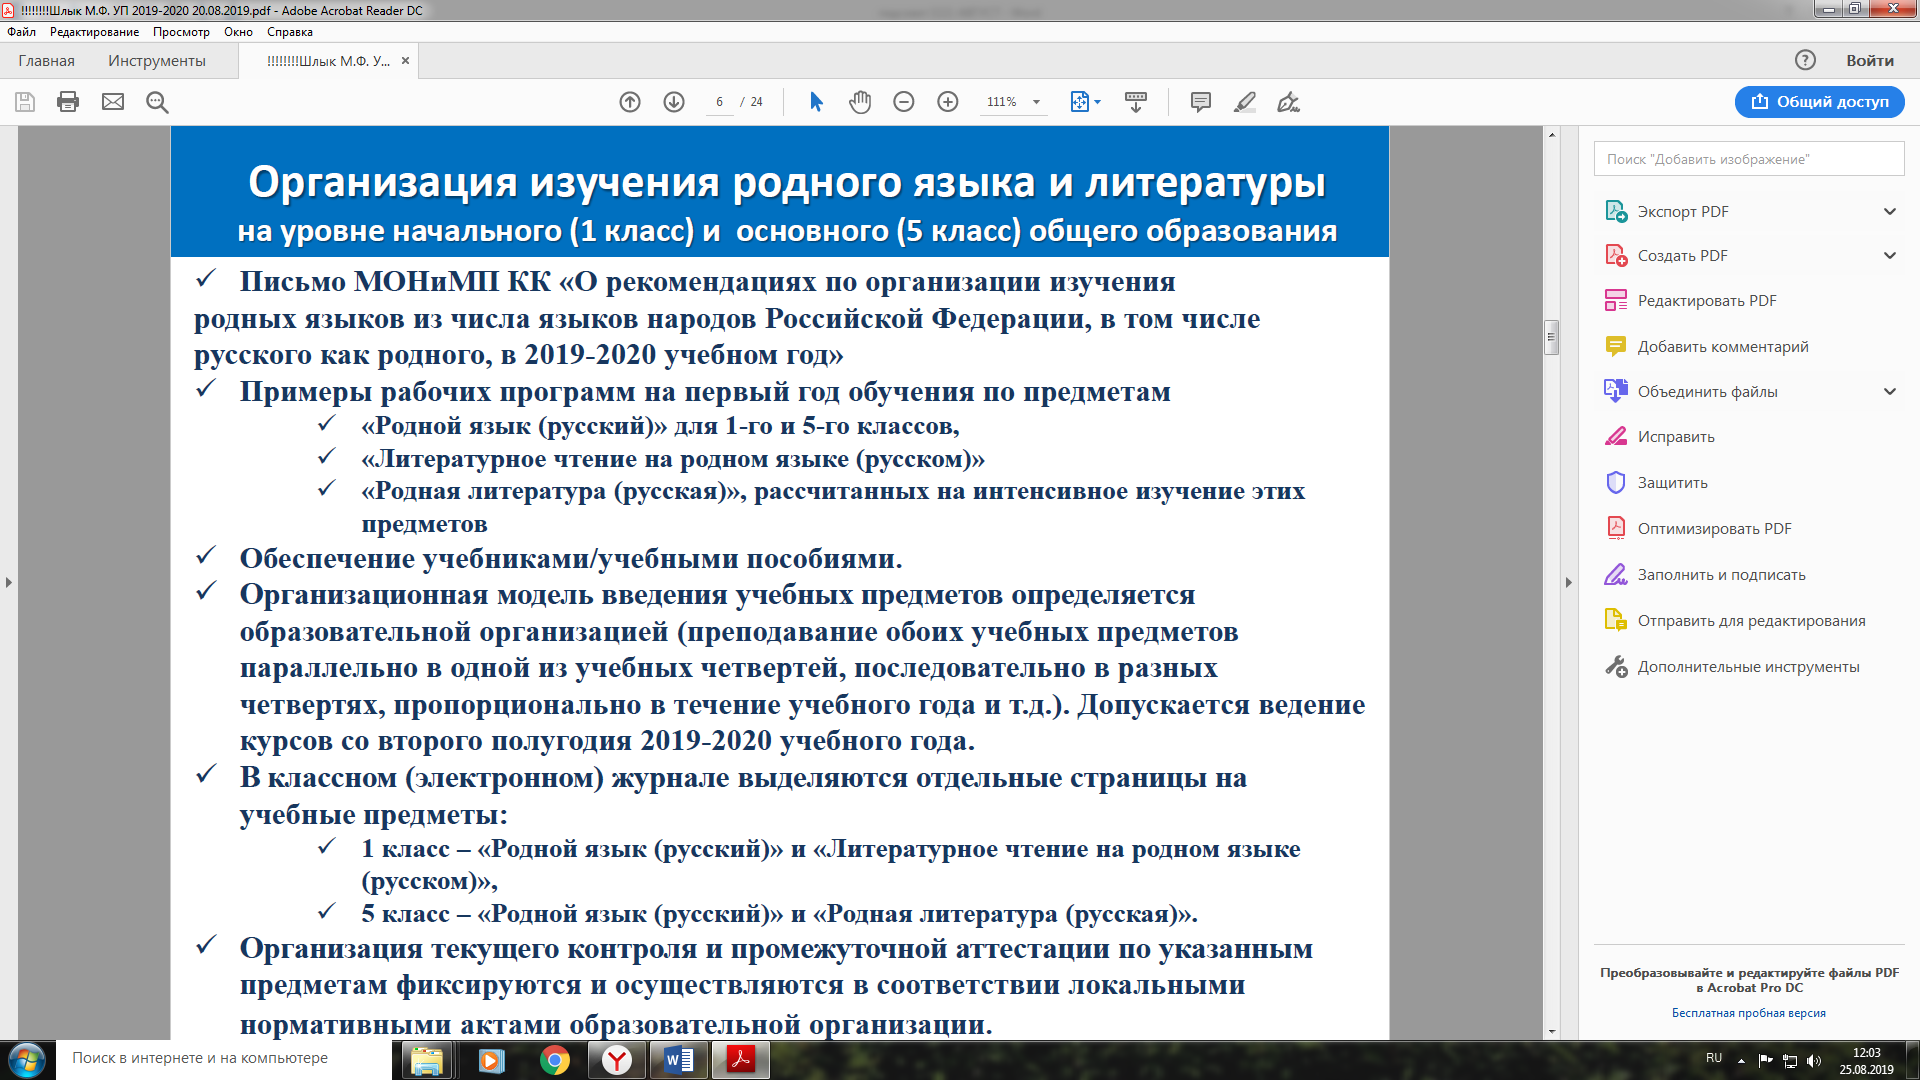 !!!!!!!!Шлык М.Ф. УП 2019-2020 20.08.2019.pdf - Adobe Acrobat Reader DC
Файл Редактирование Просмотр Окно Справка
Главная Инструменты !!!!!!!!Шлык М.Ф. У... × Войти
6 / 24 111% Общий доступ
Организация изучения родного языка и литературы
на уровне начального (1 класс) и основного (5 класс) общего образования
Письмо МОНиМП КК «О рекомендациях по организации изучения
родных языков из числа языков народов Российской Федерации, в том числе
русского как родного, в 2019-2020 учебном год»
Примеры рабочих программ на первый год обучения по предметам
«Родной язык (русский)» для 1-го и 5-го классов,
«Литературное чтение на родном языке (русском)»
«Родная литература (русская)», рассчитанных на интенсивное изучение этих
предметов
Обеспечение учебниками/учебными пособиями.
Организационная модель введения учебных предметов определяется
образовательной организацией (преподавание обоих учебных предметов
параллельно в одной из учебных четвертей, последовательно в разных
четвертях, пропорционально в течение учебного года и т.д.). Допускается ведение
курсов со второго полугодия 2019-2020 учебного года.
В классном (электронном) журнале выделяются отдельные страницы на
учебные предметы:
1 класс – «Родной язык (русский)» и «Литературное чтение на родном языке
(русском)»,
5 класс – «Родной язык (русский)» и «Родная литература (русская)».
Организация текущего контроля и промежуточной аттестации по указанным
предметам фиксируются и осуществляются в соответствии локальными
нормативными актами образовательной организации.
Поиск "Добавить изображение"
Экспорт PDF
Создать PDF
Редактировать PDF
Добавить комментарий
Объединить файлы
Исправить
Защитить
Оптимизировать PDF
Заполнить и подписать
Отправить для редактирования
Дополнительные инструменты
Преобразовывайте и редактируйте файлы PDF
в Acrobat Pro DC
Бесплатная пробная версия
Поиск в интернете и на компьютере
RU
12:03
25.08.2019